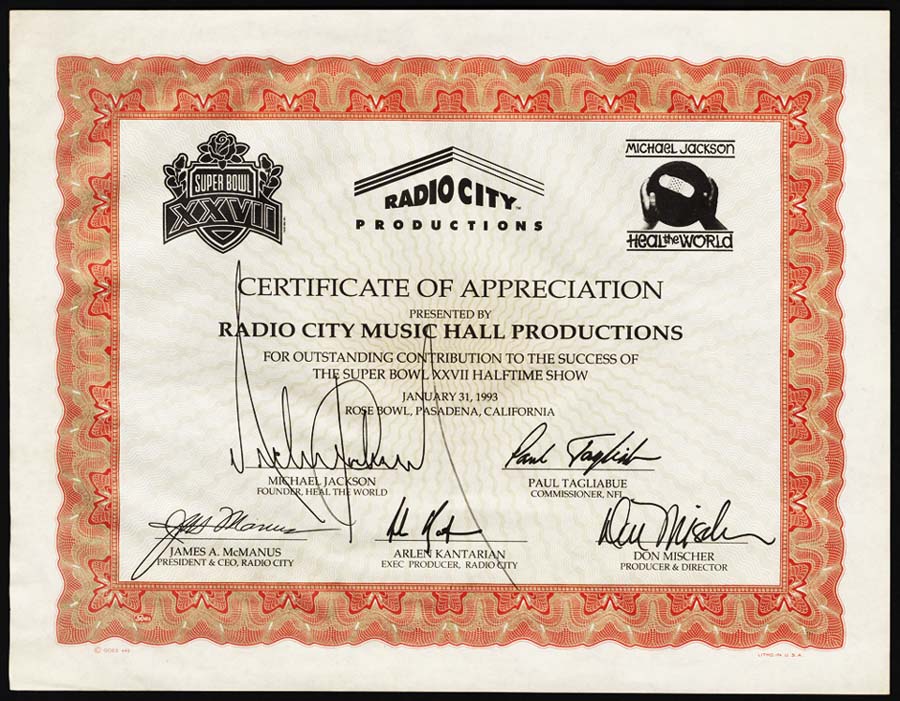 SUPER BOWL
XXVII
RADIO CITY
PRODUCTIONS
MICHAEL JACKSON
HEAL the WORLD
CERTIFICATE OF APPRECIATION
PRESENTED BY
RADIO CITY MUSIC HALL PRODUCTIONS
FOR OUTSTANDING CONTRIBUTION TO THE SUCCESS OF
THE SUPER BOWL XXVII HALFTIME SHOW
JANUARY 31, 1993
ROSE BOWL, PASADENA, CALIFORNIA
Paul Tagliabue
MICHAEL JACKSON
FOUNDER, HEAL THE WORLD
PAUL TAGLIABUE
COMMISSIONER, NFL
Don Mischer
JAMES A. McMANUS
PRESIDENT & CEO, RADIO CITY
ARLEN KANTARIAN
EXEC PRODUCER, RADIO CITY
DON MISCHER
PRODUCER & DIRECTOR
© GOES
LITHO. IN U.S.A.